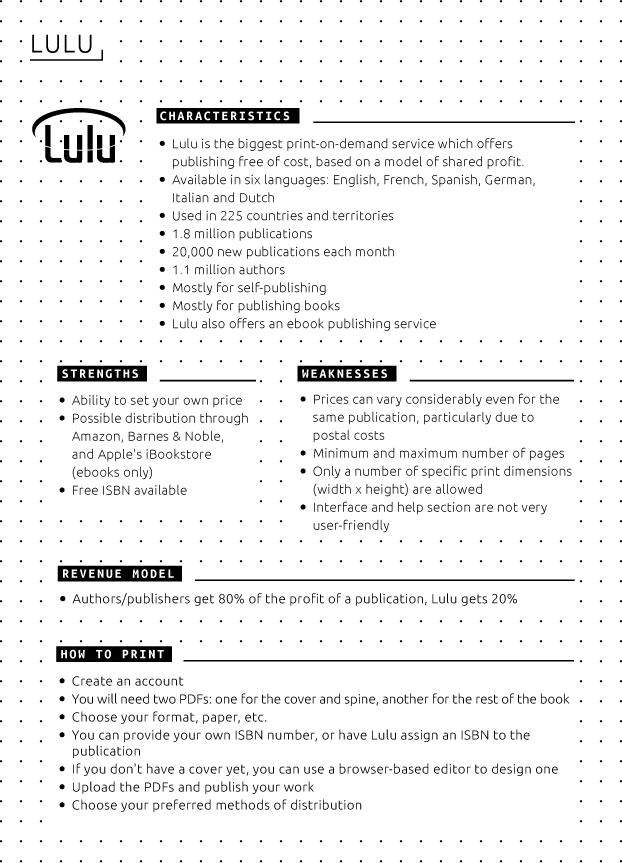 LULU
Lulu
CHARACTERISTICS
• Lulu is the biggest print-on-demand service which offers
publishing free of cost, based on a model of shared profit.
• Available in six languages: English, French, Spanish, German,
Italian and Dutch
• Used in 225 countries and territories
• 1.8 million publications
• 20,000 new publications each month
• 1.1 million authors
• Mostly for self-publishing
• Mostly for publishing books
• Lulu also offers an ebook publishing service
STRENGTHS
• Ability to set your own price
• Possible distribution through
Amazon, Barnes & Noble,
and Apple's iBookstore
(ebooks only)
• Free ISBN available
WEAKNESSES
• Prices can vary considerably even for the
same publication, particularly due to
postal costs
• Minimum and maximum number of pages
• Only a number of specific print dimensions
(width x height) are allowed
• Interface and help section are not very
user-friendly
REVENUE MODEL
• Authors/publishers get 80% of the profit of a publication, Lulu gets 20%
HOW TO PRINT
• Create an account
• You will need two PDFs: one for the cover and spine, another for the rest of the book
• Choose your format, paper, etc.
• You can provide your own ISBN number, or have Lulu assign an ISBN to the
publication
• If you don't have a cover yet, you can use a browser-based editor to design one
• Upload the PDFs and publish your work
• Choose your preferred methods of distribution